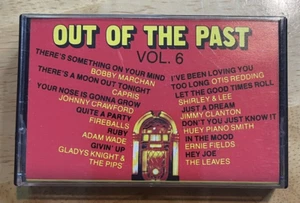 OUT OF THE PAST
VOL. 6
THERE'S SOMETHING ON YOUR MIND
BOBBY MARCHAN
THERE'S A MOON OUT TONIGHT
CAPRIS
YOUR NOSE IS GONNA GROW
JOHNNY CRAWFORD
QUITE A PARTY
FIREBALLS
RUBY
ADAM WADE
GIVIN' UP
GLADYS KNIGHT &
THE PIPS
I'VE BEEN LOVING YOU
TOO LONG OTIS REDDING
LET THE GOOD TIMES ROLL
SHIRLEY & LEE
JUST A DREAM
JIMMY CLANTON
DON'T YOU JUST KNOW IT
HUEY PIANO SMITH
IN THE MOOD
ERNIE FIELDS
HEY JOE
THE LEAVES